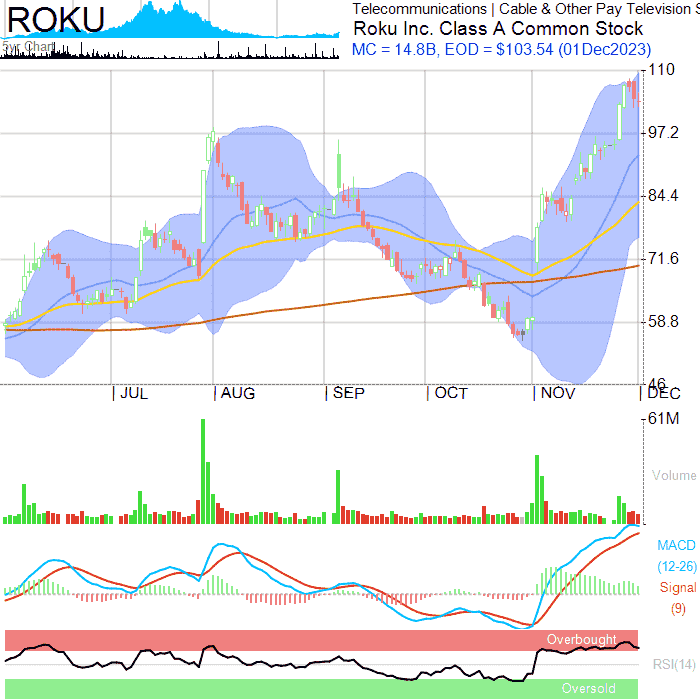 ROKU
5yr Chart
Telecommunications | Cable & Other Pay Television S
Roku Inc. Class A Common Stock
MC = 14.8B, EOD = $103.54 (01Dec2023)
110
97.2
84.4
71.6
58.8
46
JUL AUG SEP OCT NOV DEC
61M
Volume
MACD
(12-26)
Signal
(9)
Overbought
RSI(14)
Oversold